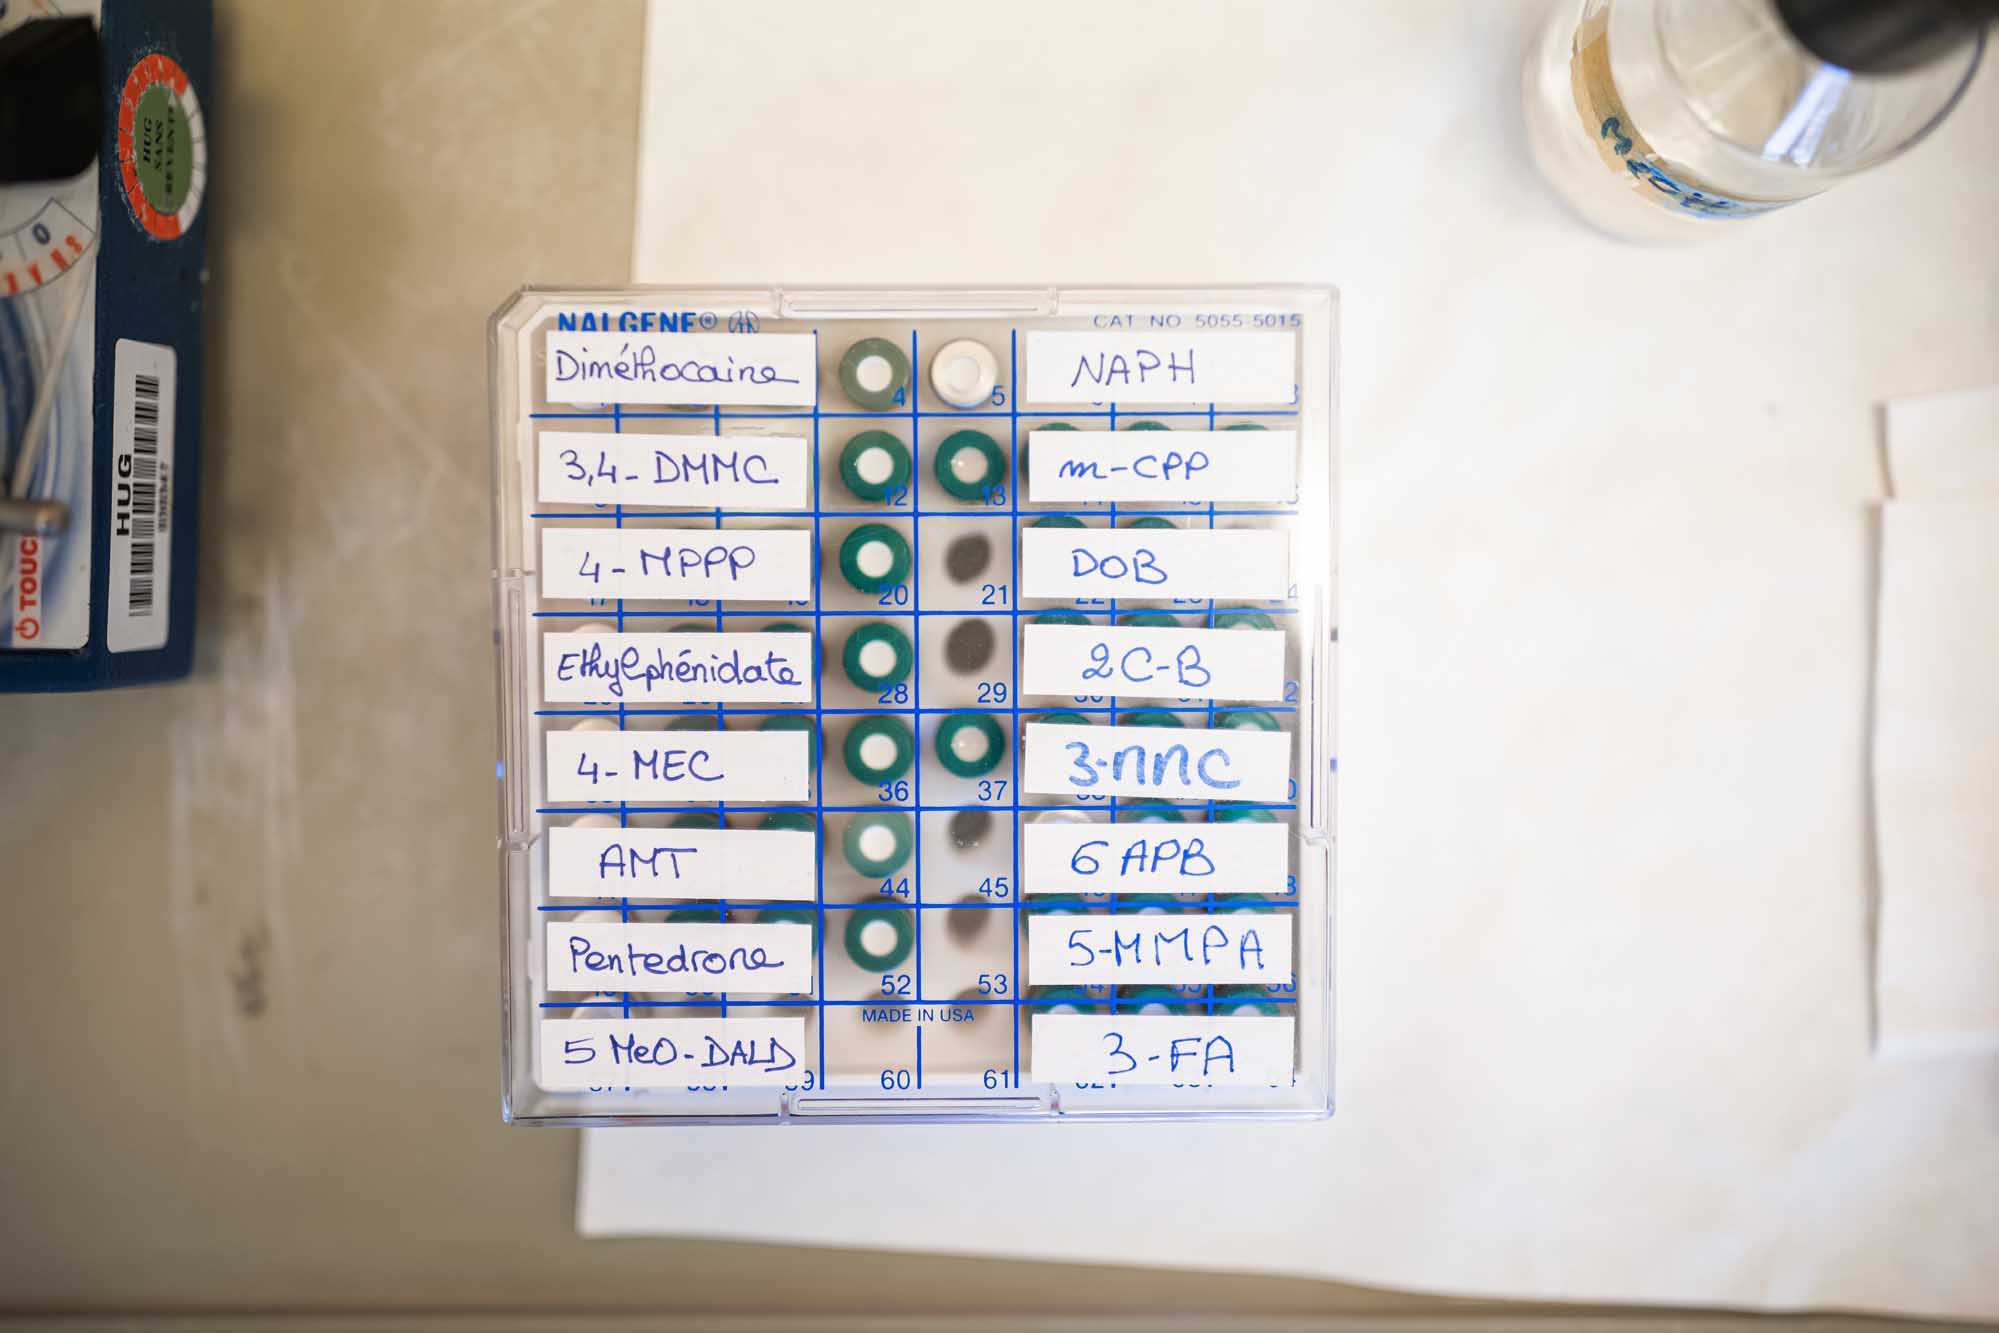 HUG
SANS
REVENTE
0
HUG
TOUC
NALGENE®
CAT NO 5055-5015
Diméthocaine
4
5
NAPH
3,4-DMMC
12
13
m-CPP
4-MPPP
20
21
DOB
Ethylphénidate
28
29
2C-B
4-MEC
36
37
3-MMC
AMT
44
45
6 APB
Pentedrone
52
53
5-MMPA
MADE IN USA
5 MeO-DALD
60
61
3-FA